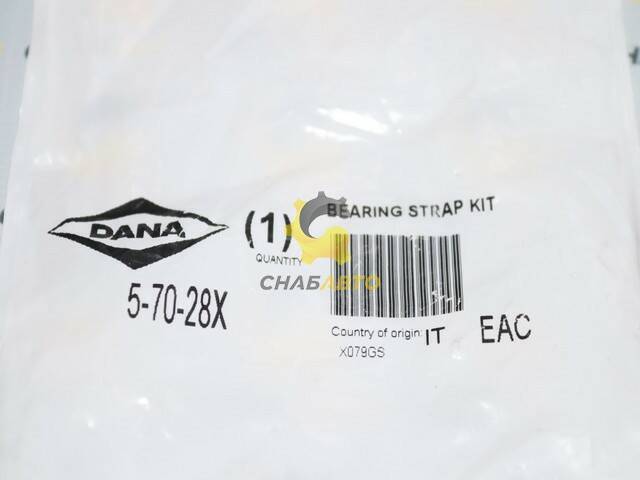 DANA
5-70-28X
(1)
QUANTITY
BEARING STRAP KIT
Country of origin: IT
X079GS
EAC
СНАБАВТО